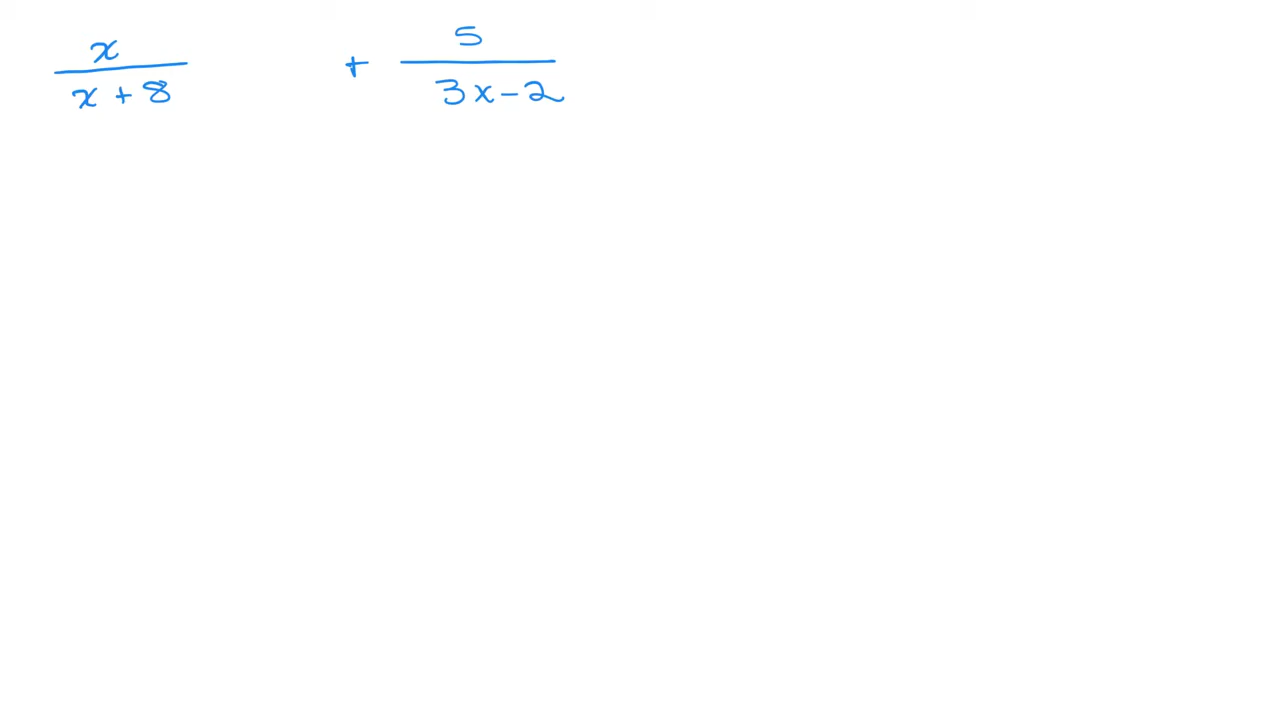 x/(x + 8) + 5/(3x - 2)